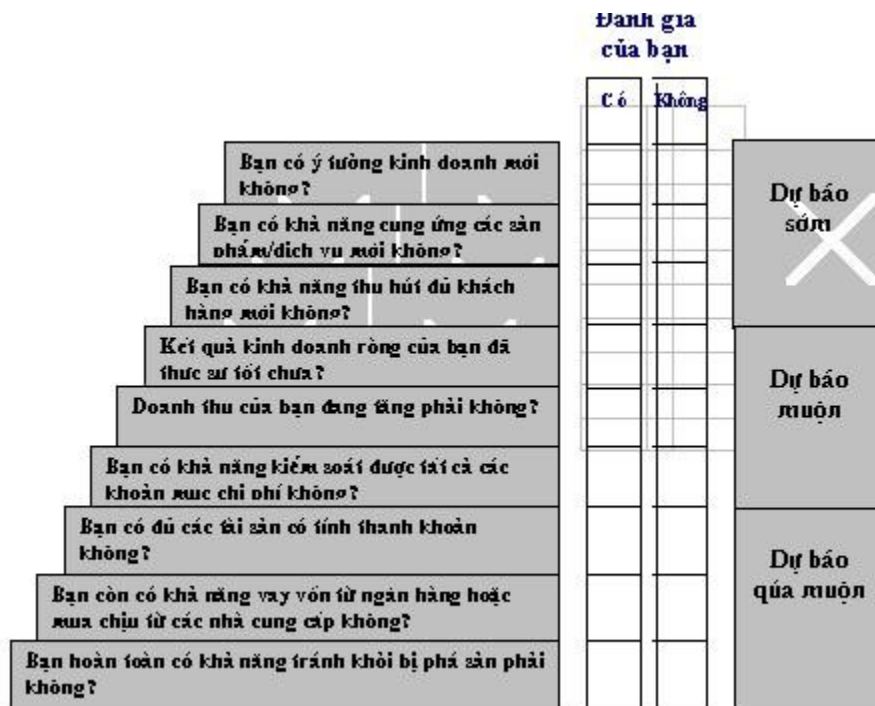 Đánh giá
của bạn
Có Không
Bạn có ý tưởng kinh doanh mới
không?
Bạn có khả năng cung ứng các sản
phẩm/dịch vụ mới không?
Bạn có khả năng thu hút đủ khách
hàng mới không?
Dự báo
sớm
Kết quả kinh doanh ròng của bạn đã
thực sự tốt chưa?
Doanh thu của bạn đang tăng phải không?
Bạn có khả năng kiểm soát được tất cả các
khoản mục chi phí không?
Dự báo
muộn
Bạn có đủ các tài sản có tính thanh khoản
không?
Bạn còn có khả năng vay vốn từ ngân hàng hoặc
mua chịu từ các nhà cung cấp không?
Bạn hoàn toàn có khả năng tránh khỏi bị phá sản phải
không?
Dự báo
qúa muộn